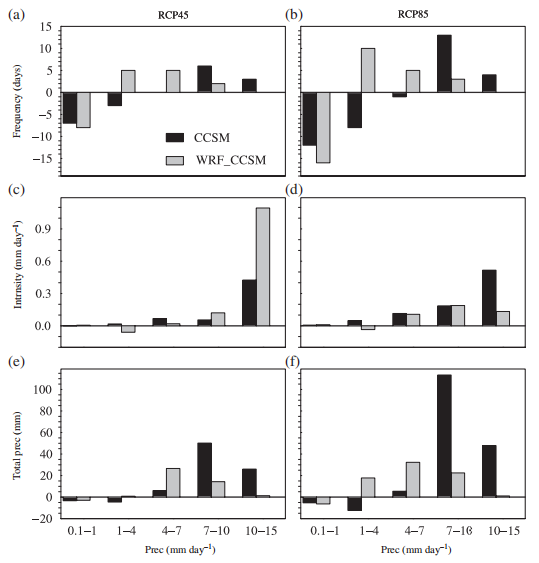 (a) RCP45 (b) RCP85
15
10
5
0
−5
−10
−15
Frequency (days)
CCSM
WRF_CCSM
(c) (d)
0.9
0.6
0.3
0.0
Intrnsity (mm day⁻¹)
(e) (f)
100
80
60
40
20
0
−20
Total prec (mm)
0.1−1 1−4 4−7 7−10 10−15 0.1−1 1−4 4−7 7−16 10−15
Prec (mm day⁻¹) Prec (mm day⁻¹)